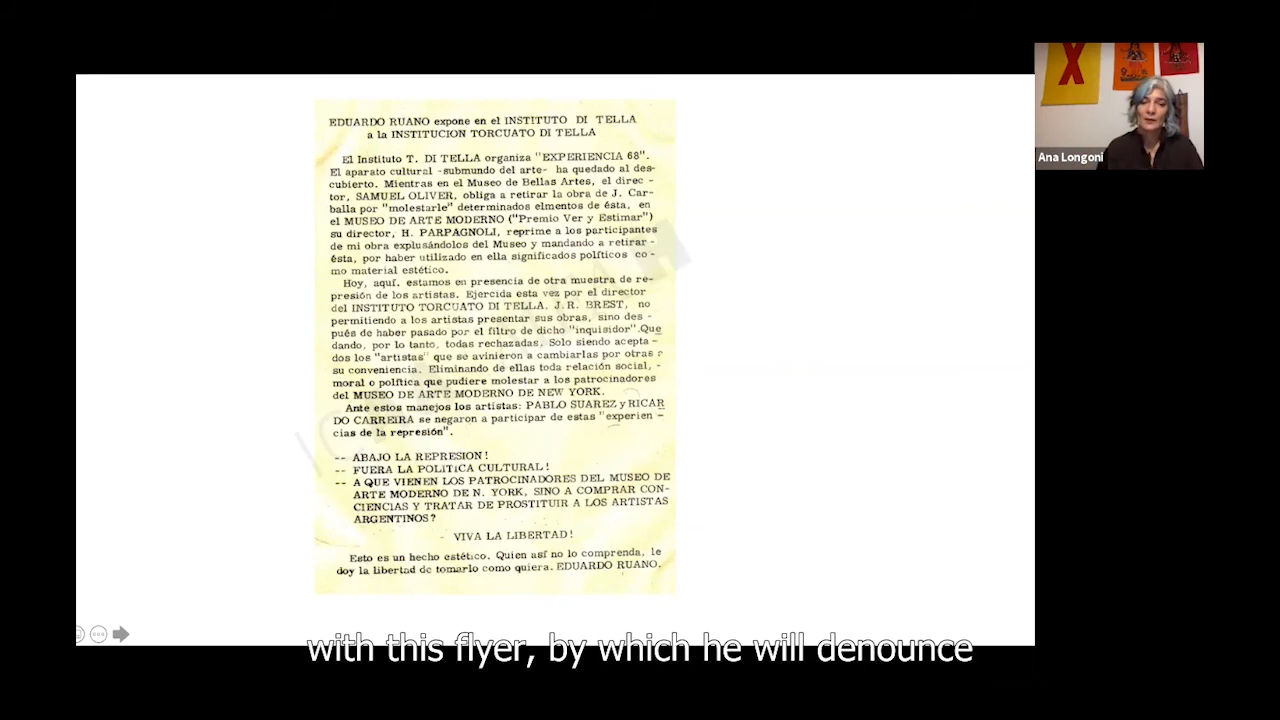 EDUARDO RUANO expone en el INSTITUTO DI TELLA
a la INSTITUCION TORCUATO DI TELLA
El Instituto T. DI TELLA organiza "EXPERIENCIA 68".
El aparato cultural -submundo del arte- ha quedado al des-
cubierto. Mientras en el Museo de Bellas Artes, el direc -
tor, SAMUEL OLIVER, obliga a retirar la obra de J. Car-
balla por "molestarle" determinados elmentos de ésta, en
el MUSEO DE ARTE MODERNO ("Premio Ver y Estimar")
su director, H. PARPAGNOLI, reprime a los participantes
de mi obra explusándolos del Museo y mandando a retirar -
ésta, por haber utilizado en ella significados políticos co -
mo material estético.
Hoy, aquí. estamos en presencia de otra muestra de re-
presión de los artistas. Ejercida esta vez por el director
del INSTITUTO TORCUATO DI TELLA. J.R. BREST, no
permitiendo a los artistas presentar sus obras, sino des -
pués de haber pasado por el filtro de dicho "inquisidor".Que
dando, por lo tanto, todas rechazadas. Solo siendo acepta -
dos los "artistas" que se avinieron a cambiarlas por otras
su conveniencia. Eliminando de ellas toda relación social, -
moral o política que pudiere molestar a los patrocinadores
del MUSEO DE ARTE MODERNO DE NEW YORK.
Ante estos manejos los artistas: PABLO SUAREZ y RICAR
DO CARREIRA se negaron a participar de estas "experien -
cias de la represión".
-- ABAJO LA REPRESION!
-- FUERA LA POLITICA CULTURAL!
-- A QUE VIENEN LOS PATROCINADORES DEL MUSEO DE
ARTE MODERNO DE N. YORK, SINO A COMPRAR CON-
CIENCIAS Y TRATAR DE PROSTITUIR A LOS ARTISTAS
ARGENTINOS?
- VIVA LA LIBERTAD!
Esto es un hecho estético. Quien así no lo comprenda, le
doy la libertad de tomarlo como quiera. EDUARDO RUANO.
Ana Longoni
with this flyer, by which he will denounce